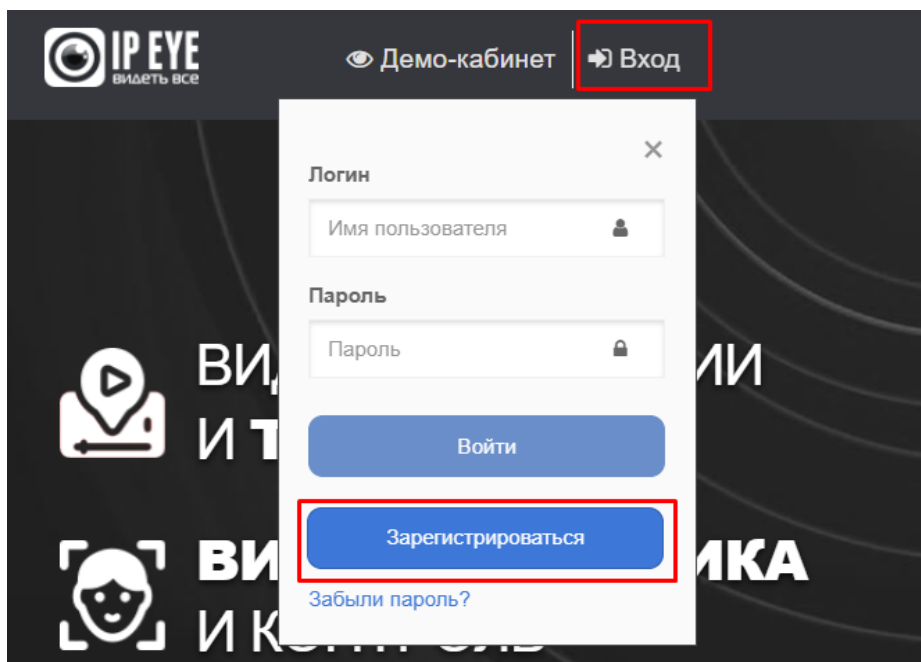 IP EYE
видеть все
Демо-кабинет
Вход
×
Логин
Имя пользователя
Пароль
Пароль
Войти
Зарегистрироваться
Забыли пароль?
ВИ
ИИ
И Т
ВИ
ИКА
И К